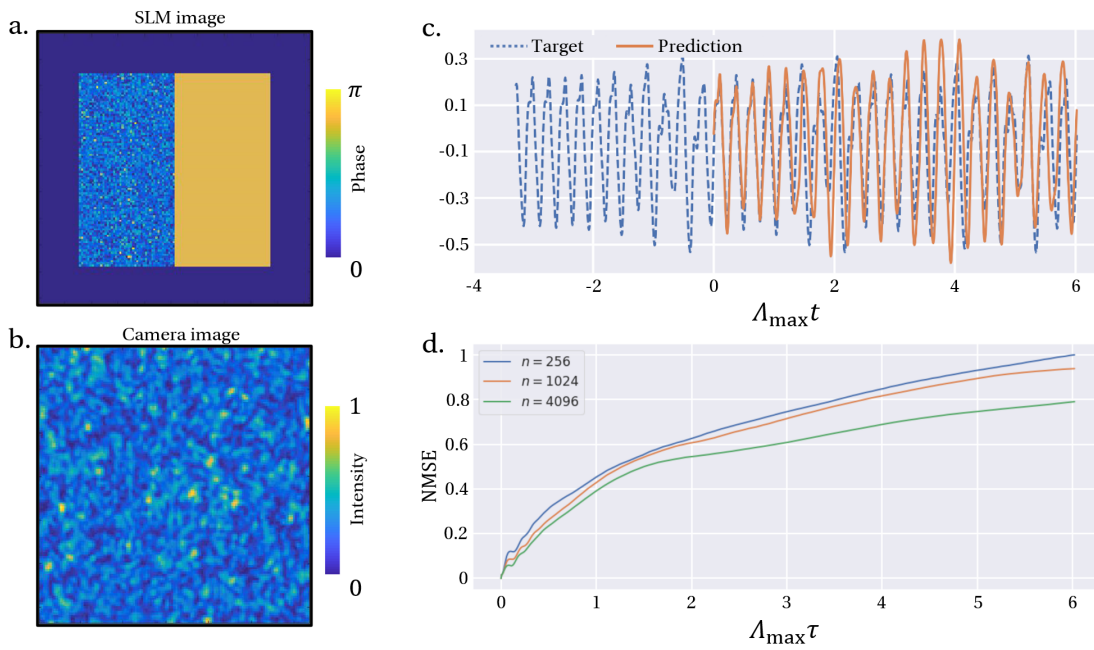 a.
SLM image
π
Phase
0
b.
Camera image
1
Intensity
0
c.
Target
Prediction
0.3
0.1
-0.1
-0.3
-0.5
-4
-2
0
2
4
6
Λmax t
d.
n = 256
n = 1024
n = 4096
NMSE
1
0.8
0.6
0.4
0.2
0
0
1
2
3
4
5
6
Λmax τ